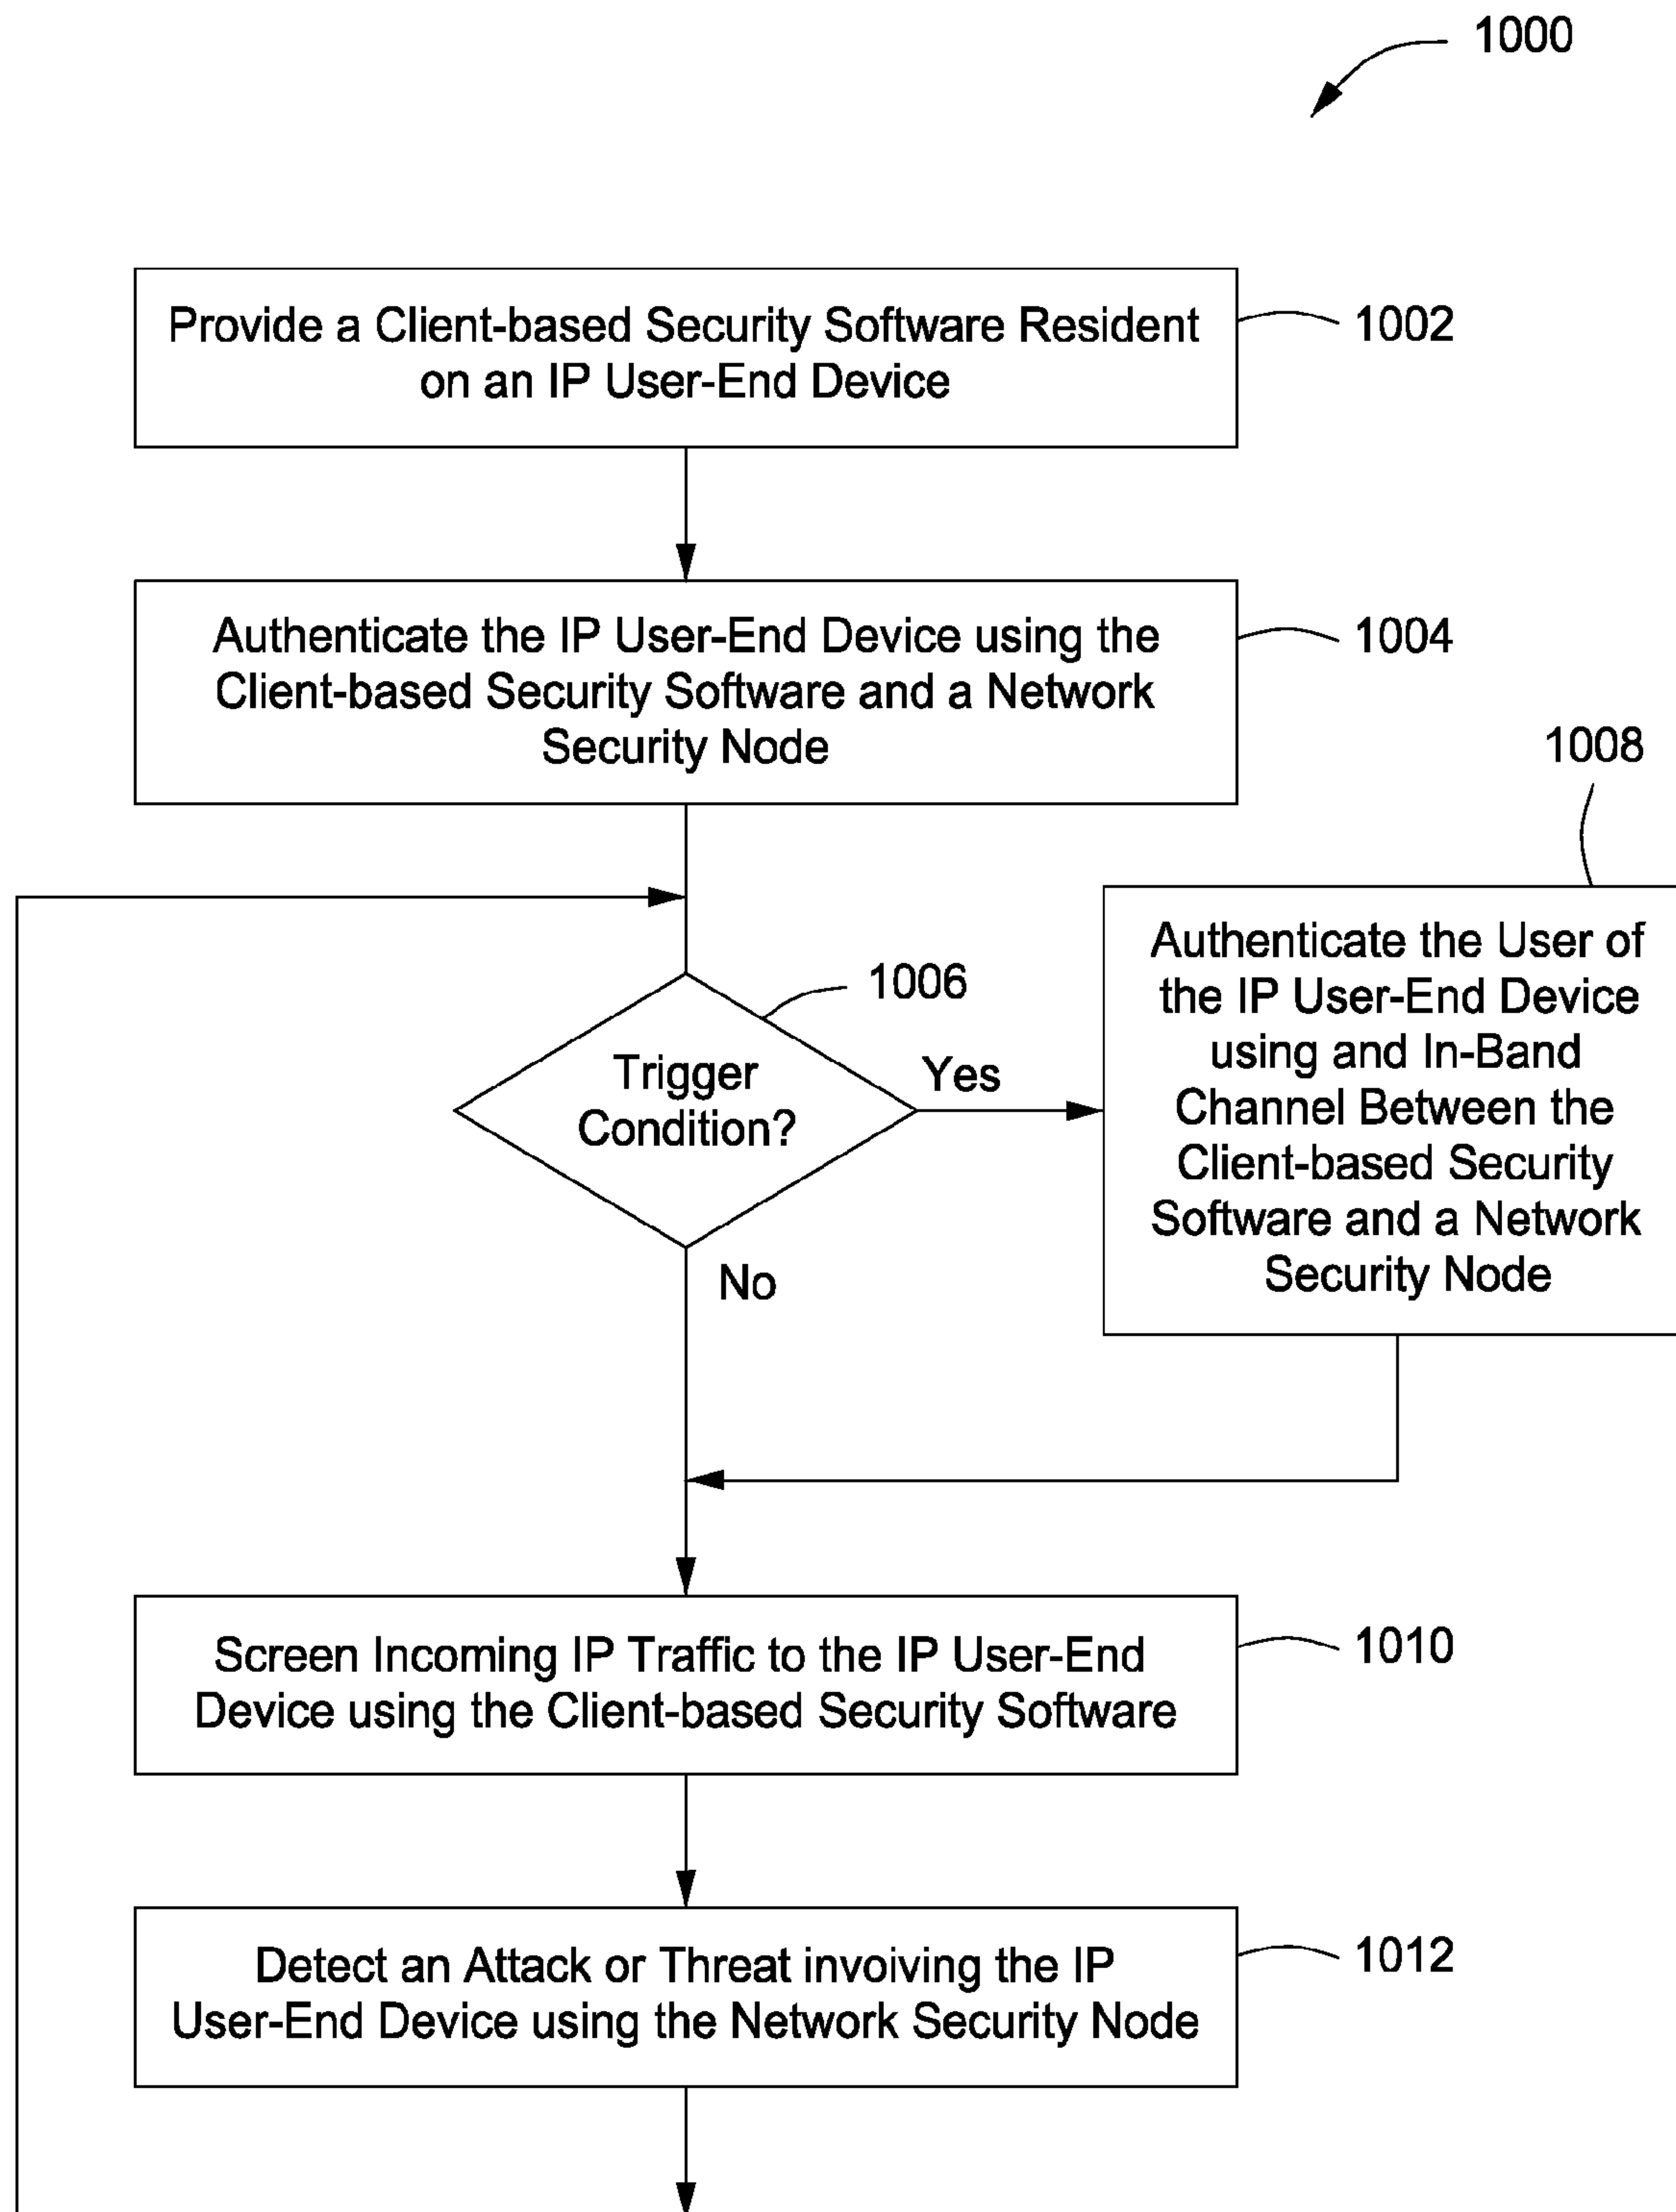 1000
Provide a Client-based Security Software Resident
on an IP User-End Device
1002
Authenticate the IP User-End Device using the
Client-based Security Software and a Network
Security Node
1004
1008
Authenticate the User of
the IP User-End Device
using and In-Band
Channel Between the
Client-based Security
Software and a Network
Security Node
1006
Trigger
Condition?
Yes
No
Screen Incoming IP Traffic to the IP User-End
Device using the Client-based Security Software
1010
Detect an Attack or Threat invoiving the IP
User-End Device using the Network Security Node
1012